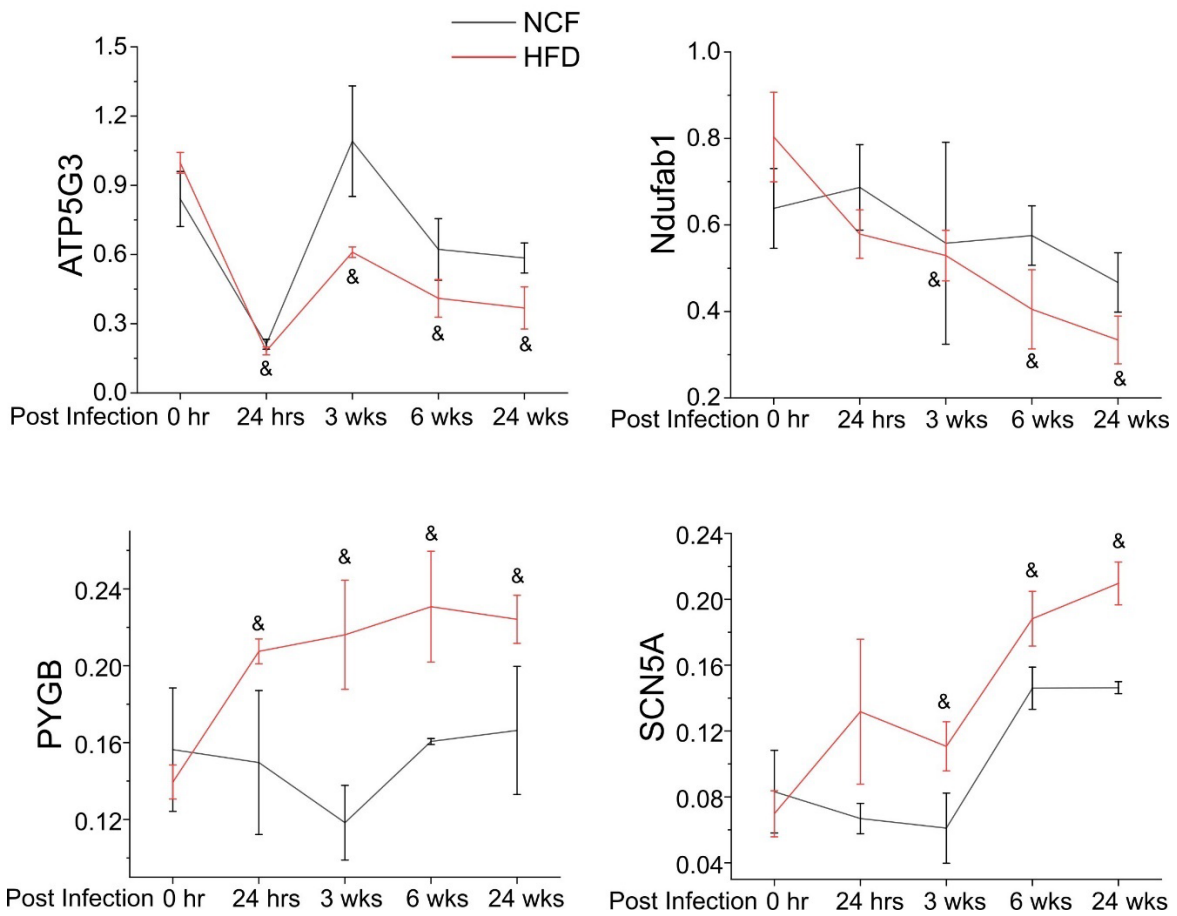 NCF
HFD
ATP5G3
1.5
1.2
0.9
0.6
0.3
0.0
& & & &
Post Infection 0 hr 24 hrs 3 wks 6 wks 24 wks
Ndufab1
1.0
0.8
0.6
0.4
0.2
& & &
Post Infection 0 hr 24 hrs 3 wks 6 wks 24 wks
PYGB
0.24
0.20
0.16
0.12
& & & &
Post Infection 0 hr 24 hrs 3 wks 6 wks 24 wks
SCN5A
0.24
0.20
0.16
0.12
0.08
0.04
& & &
Post Infection 0 hr 24 hrs 3 wks 6 wks 24 wks